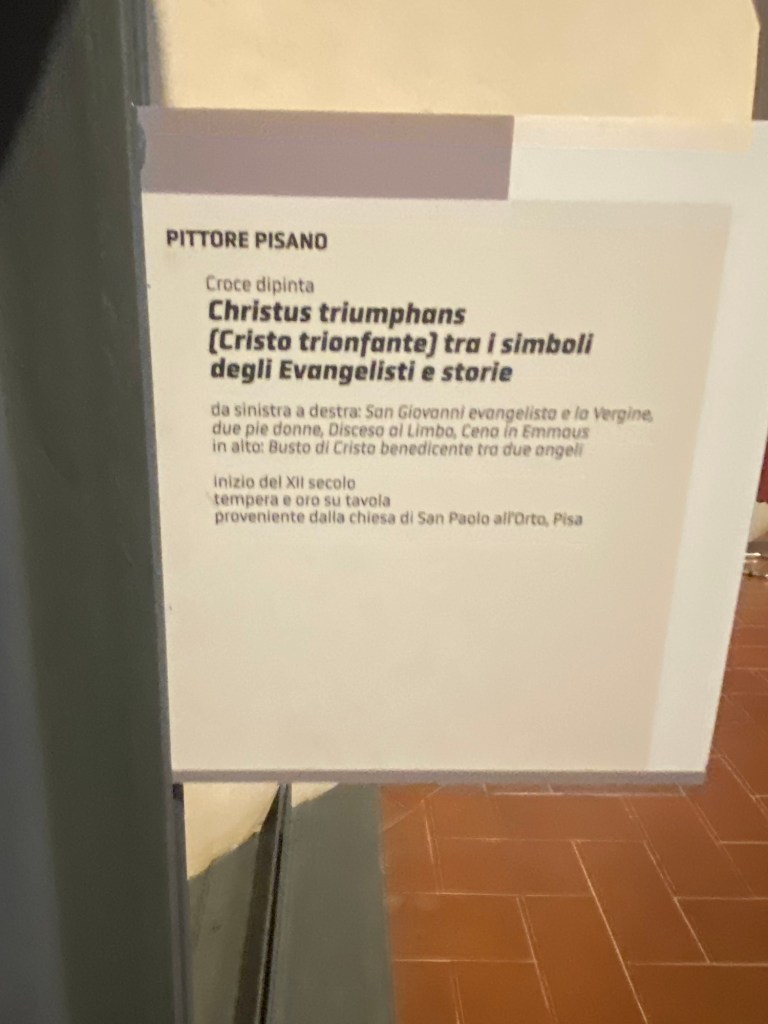 PITTORE PISANO
Croce dipinta
Christus triumphans
(Cristo trionfante) tra i simboli
degli Evangelisti e storie
da sinistra a destra: San Giovanni evangelista e la Vergine,
due pie donne, Discesa al Limbo, Cena in Emmaus
in alto: Busto di Cristo benedicente tra due angeli
inizio del XII secolo
tempera e oro su tavola
proveniente dalla chiesa di San Paolo all'Orto, Pisa